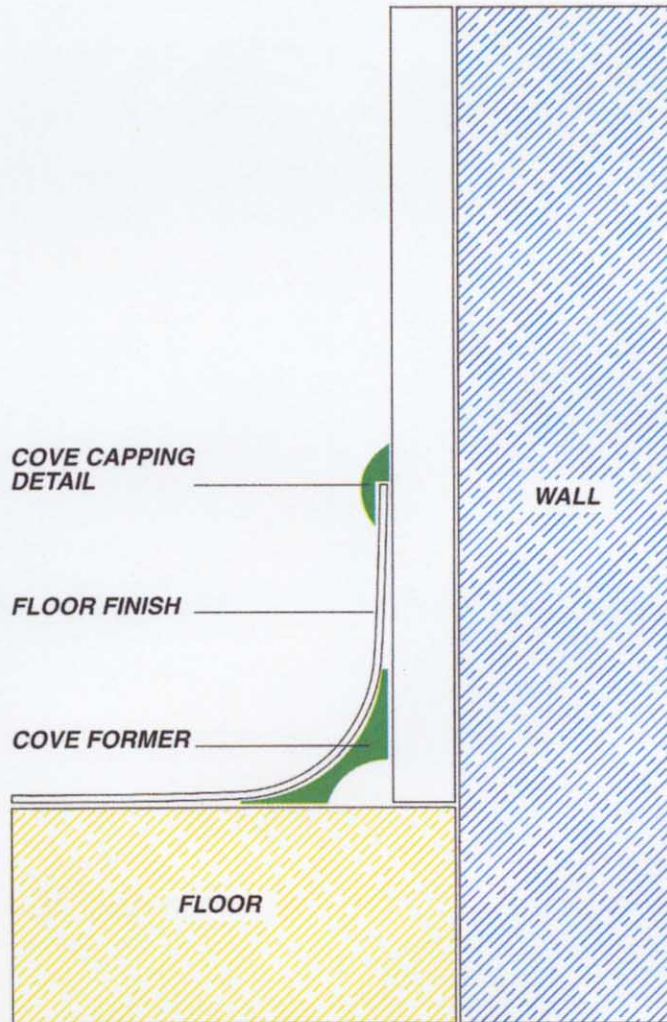 COVE CAPPING
DETAIL
WALL
FLOOR FINISH
COVE FORMER
FLOOR